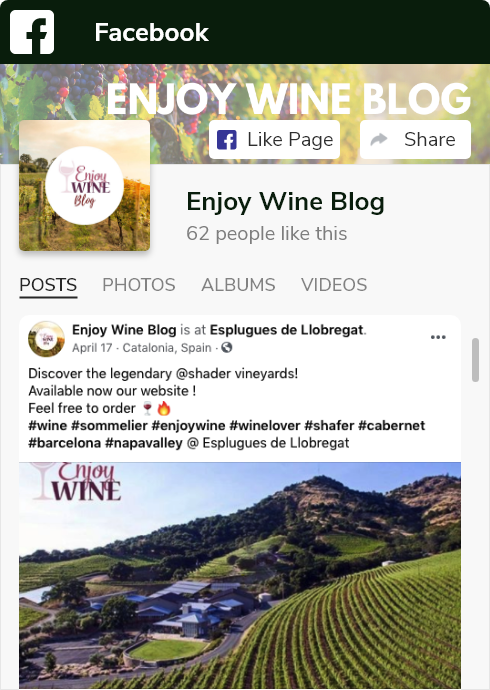 Facebook
ENJOY WINE BLOG
Like Page
Share
Enjoy
WINE
Blog
Enjoy Wine Blog
62 people like this
POSTS PHOTOS ALBUMS VIDEOS
Enjoy Wine Blog is at Esplugues de Llobregat.
April 17 · Catalonia, Spain ·
Discover the legendary @shader vineyards!
Available now our website !
Feel free to order 🍷🔥
#wine #sommelier #enjoywine #winelover #shafer #cabernet
#barcelona #napavalley @ Esplugues de Llobregat
Enjoy
WINE